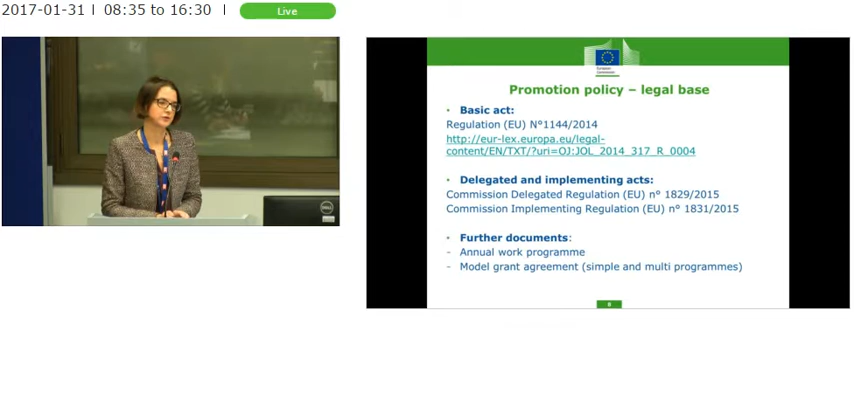 2017-01-31 | 08:35 to 16:30 |
Live
DELL
European
Commission
Promotion policy – legal base
• Basic act:
Regulation (EU) N°1144/2014
http://eur-lex.europa.eu/legal-
content/EN/TXT/?uri=OJ:JOL_2014_317_R_0004
• Delegated and implementing acts:
Commission Delegated Regulation (EU) n° 1829/2015
Commission Implementing Regulation (EU) n° 1831/2015
• Further documents:
- Annual work programme
- Model grant agreement (simple and multi programmes)
8